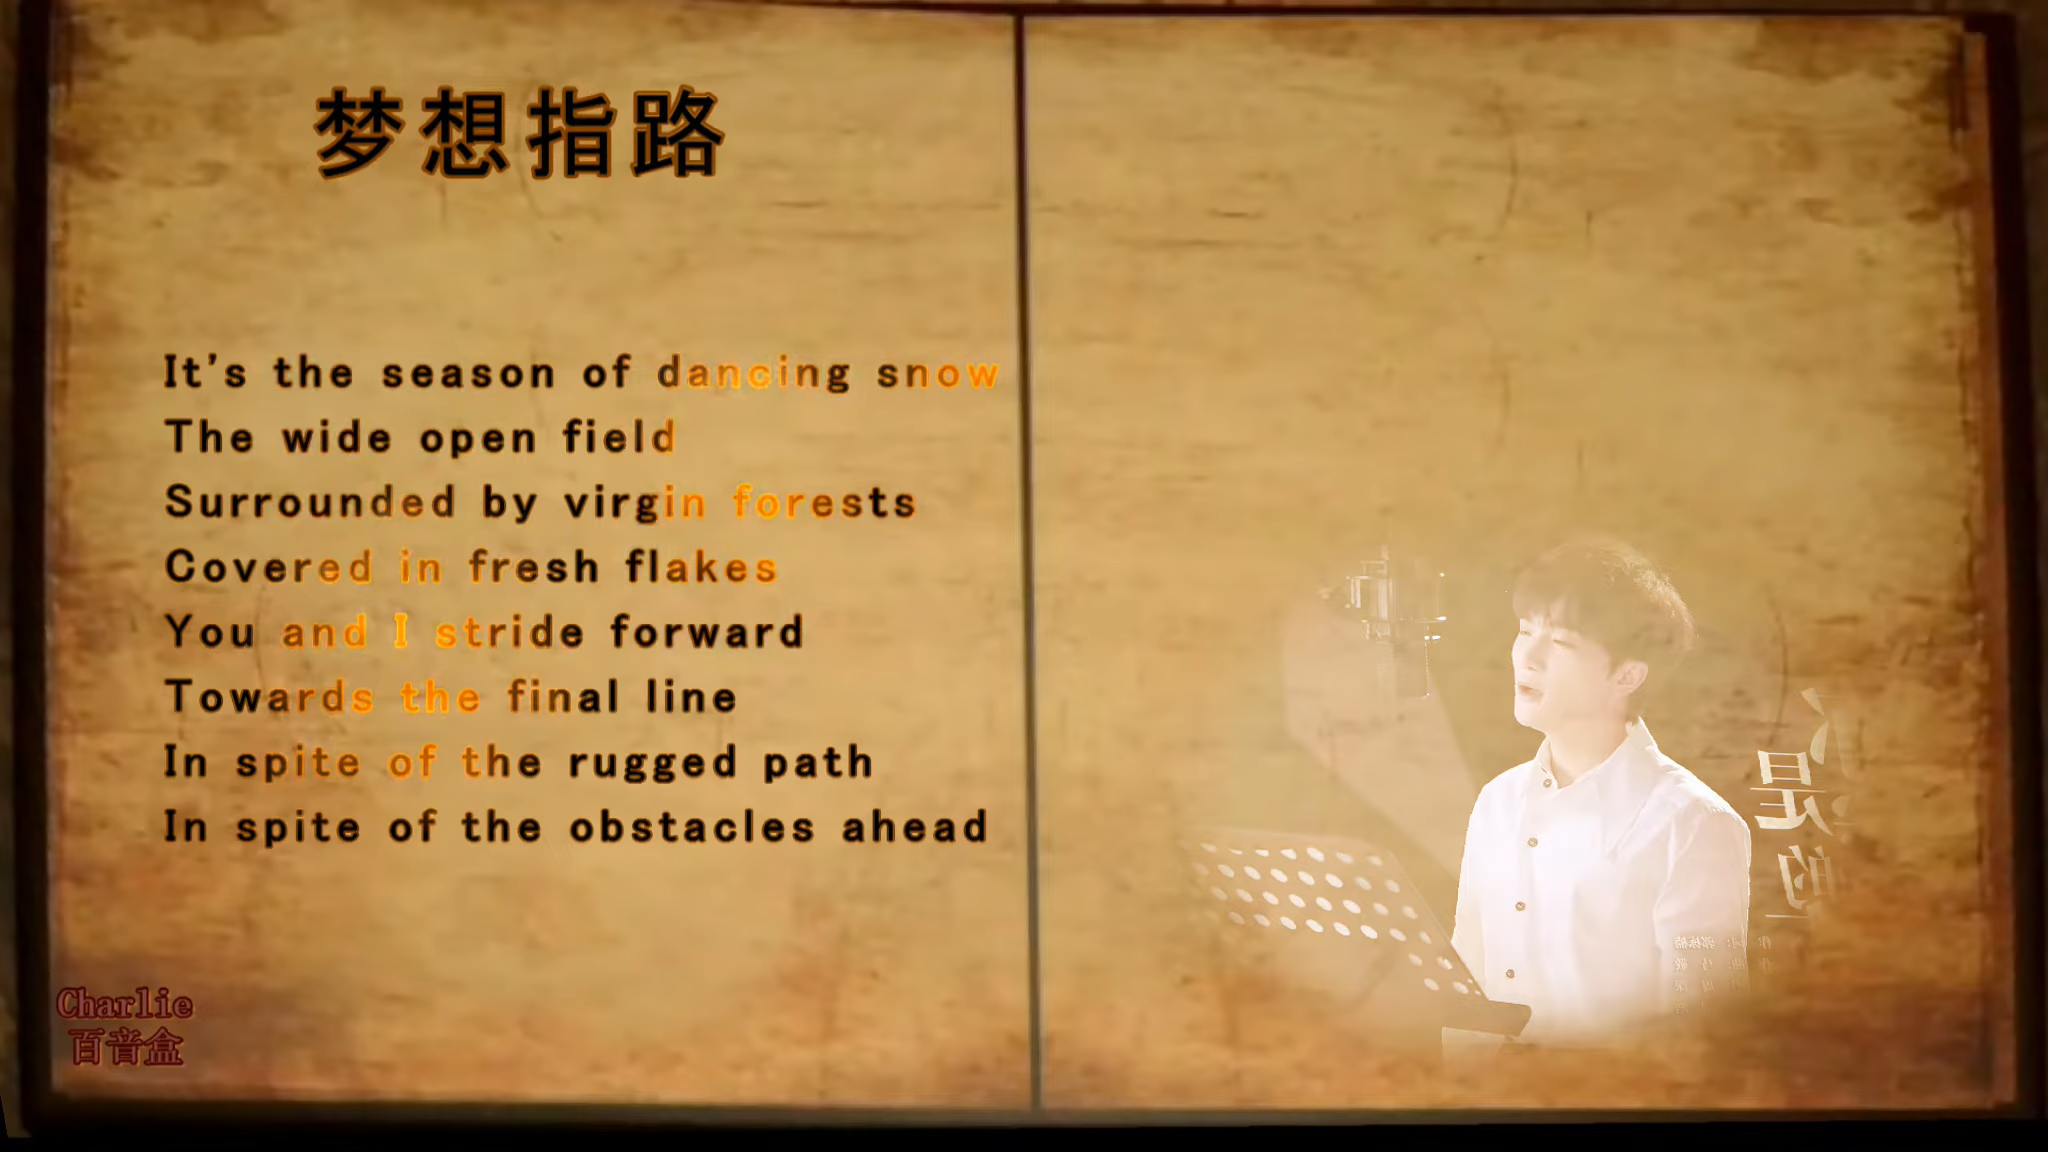 梦想指路
It's the season of dancing snow
The wide open field
Surrounded by virgin forests
Covered in fresh flakes
You and I stride forward
Towards the final line
In spite of the rugged path
In spite of the obstacles ahead
Charlie
百音盒
是
的